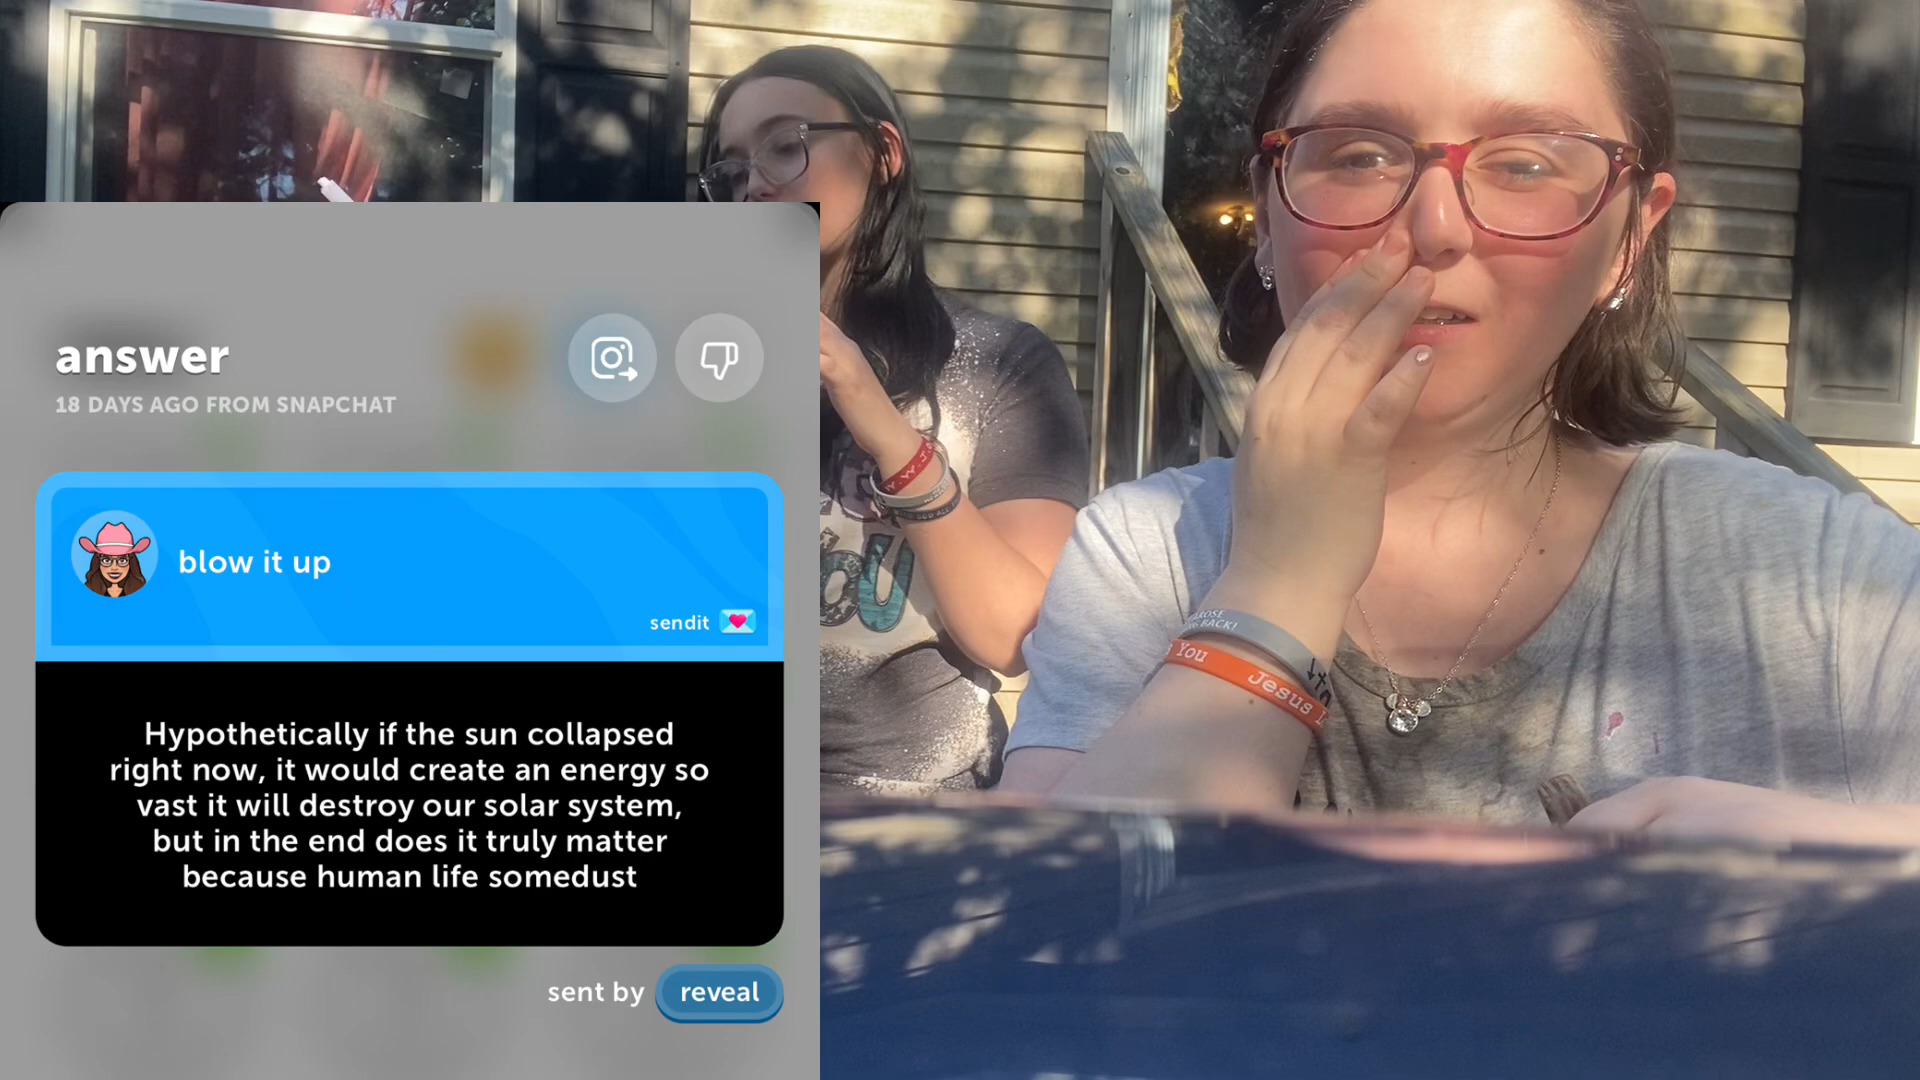 answer
18 DAYS AGO FROM SNAPCHAT
blow it up
sendit
Hypothetically if the sun collapsed
right now, it would create an energy so
vast it will destroy our solar system,
but in the end does it truly matter
because human life somedust
sent by reveal
YOU
BACK!
You Jesus